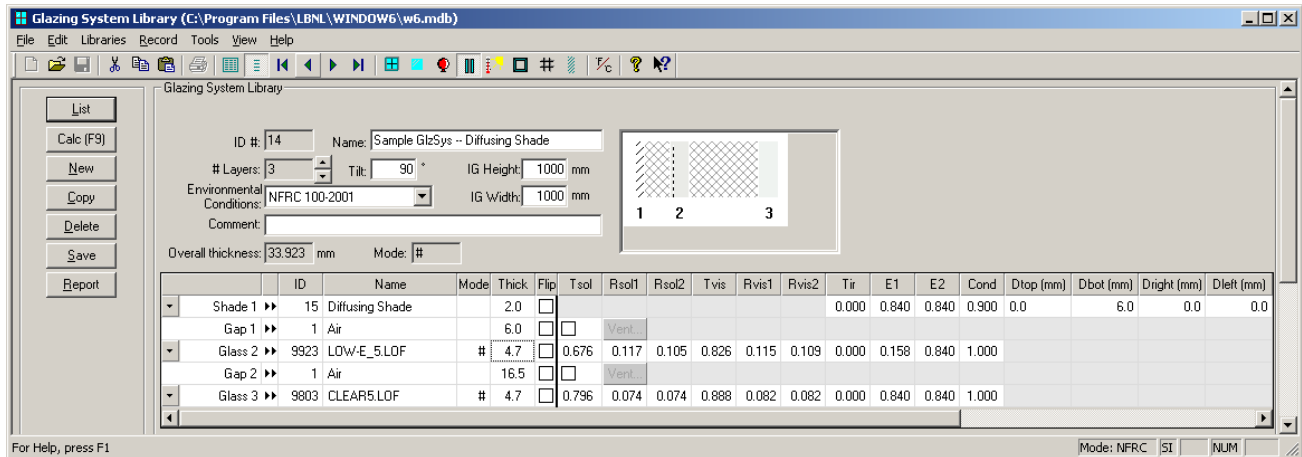 Glazing System Library (C:\Program Files\LBNL\WINDOW6\w6.mdb)
File Edit Libraries Record Tools View Help
Glazing System Library
List
Calc (F9)
New
Copy
Delete
Save
Report
ID #: 14 Name: Sample GlzSys -- Diffusing Shade
# Layers: 3 Tilt: 90 ° IG Height: 1000 mm
Environmental Conditions: NFRC 100-2001 IG Width: 1000 mm
Comment:
Overall thickness: 33.923 mm Mode: #
1 2 3
ID Name Mode Thick Flip Tsol Rsol1 Rsol2 Tvis Rvis1 Rvis2 Tir E1 E2 Cond Dtop (mm) Dbot (mm) Dright (mm) Dleft (mm)
Shade 1 15 Diffusing Shade 2.0 0.000 0.840 0.840 0.900 0.0 6.0 0.0 0.0
Gap 1 1 Air 6.0 Vent...
Glass 2 9923 LOW-E_5.LOF # 4.7 0.676 0.117 0.105 0.826 0.115 0.109 0.000 0.158 0.840 1.000
Gap 2 1 Air 16.5 Vent...
Glass 3 9803 CLEAR5.LOF # 4.7 0.796 0.074 0.074 0.888 0.082 0.082 0.000 0.840 0.840 1.000
For Help, press F1 Mode: NFRC SI NUM